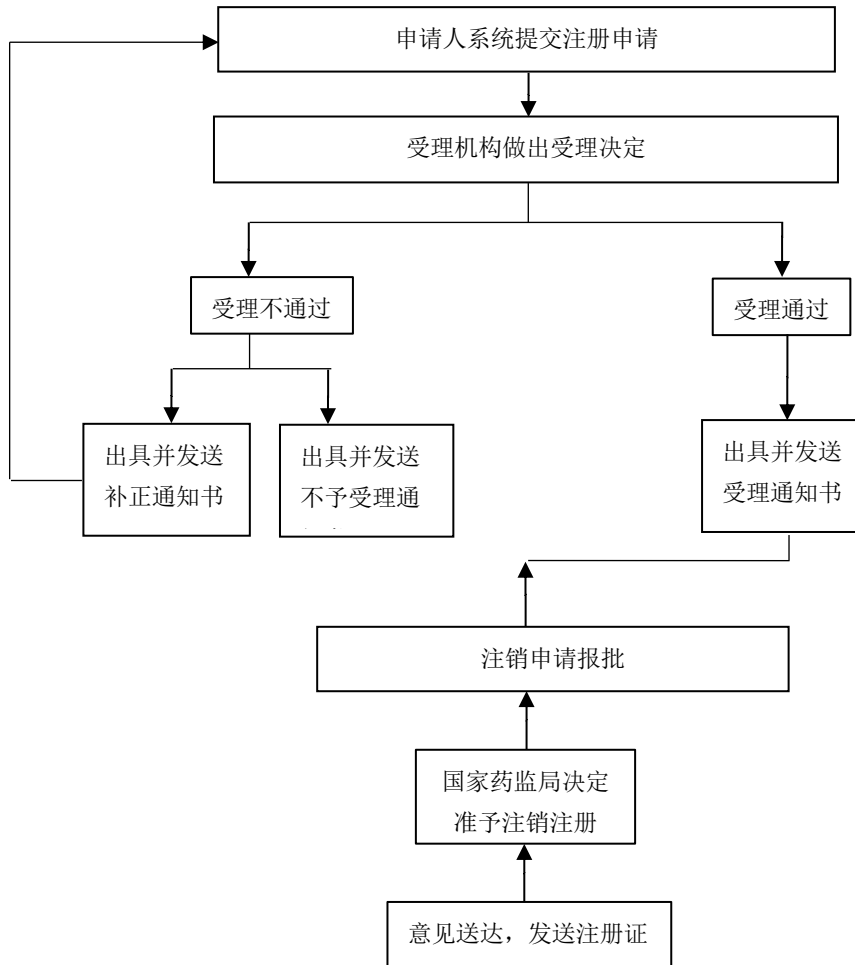 申请人系统提交注册申请
受理机构做出受理决定
受理不通过
受理通过
出具并发送
补正通知书
出具并发送
不予受理通
出具并发送
受理通知书
注销申请报批
国家药监局决定
准予注销注册
意见送达，发送注册证